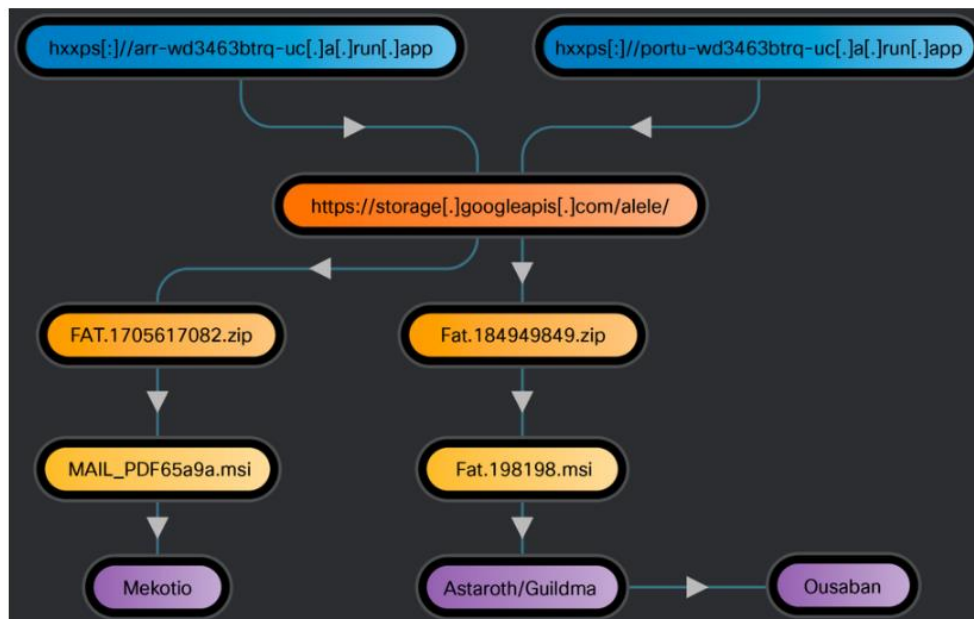 hxxps[:]//arr-wd3463btrq-uc[.]a[.]run[.]app
hxxps[:]//portu-wd3463btrq-uc[.]a[.]run[.]app
https://storage[.]googleapis[.]com/alele/
FAT.1705617082.zip
Fat.184949849.zip
MAIL_PDF65a9a.msi
Fat.198198.msi
Mekotio
Astaroth/Guildma
Ousaban